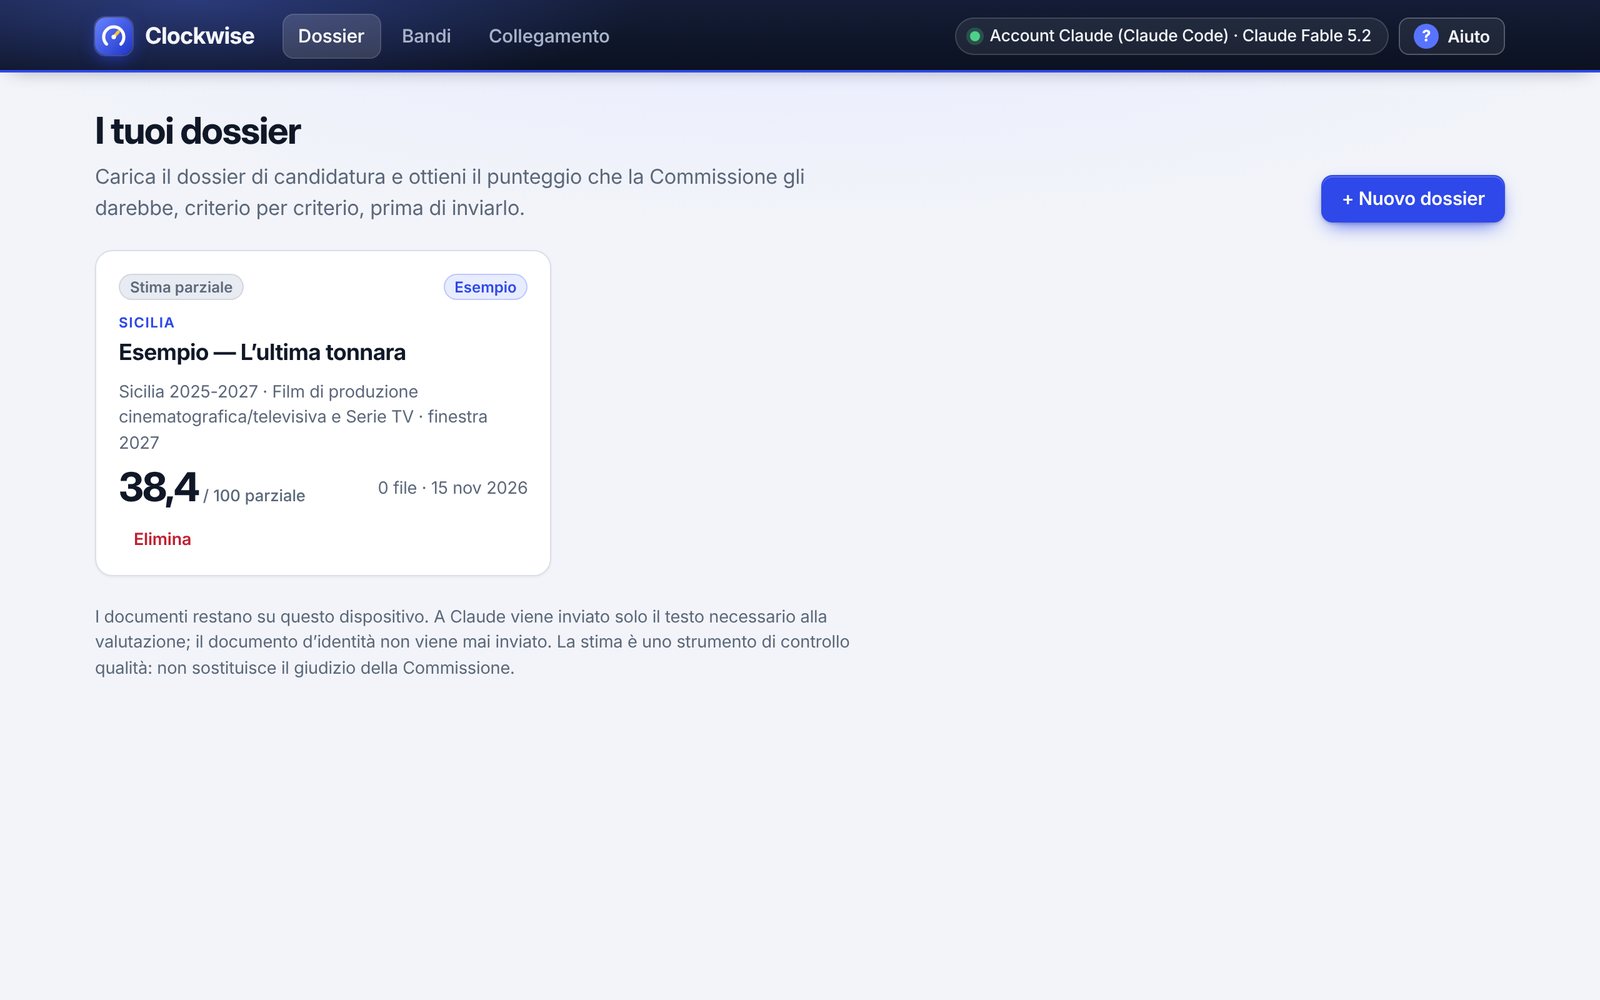 Clockwise
Dossier
Bandi
Collegamento
Account Claude (Claude Code) · Claude Fable 5.2
? Aiuto
I tuoi dossier
Carica il dossier di candidatura e ottieni il punteggio che la Commissione gli
darebbe, criterio per criterio, prima di inviarlo.
+ Nuovo dossier
Stima parziale
Esempio
SICILIA
Esempio — L’ultima tonnara
Sicilia 2025-2027 · Film di produzione
cinematografica/televisiva e Serie TV · finestra
2027
38,4 / 100 parziale
0 file · 15 nov 2026
Elimina
I documenti restano su questo dispositivo. A Claude viene inviato solo il testo necessario alla
valutazione; il documento d’identità non viene mai inviato. La stima è uno strumento di controllo
qualità: non sostituisce il giudizio della Commissione.